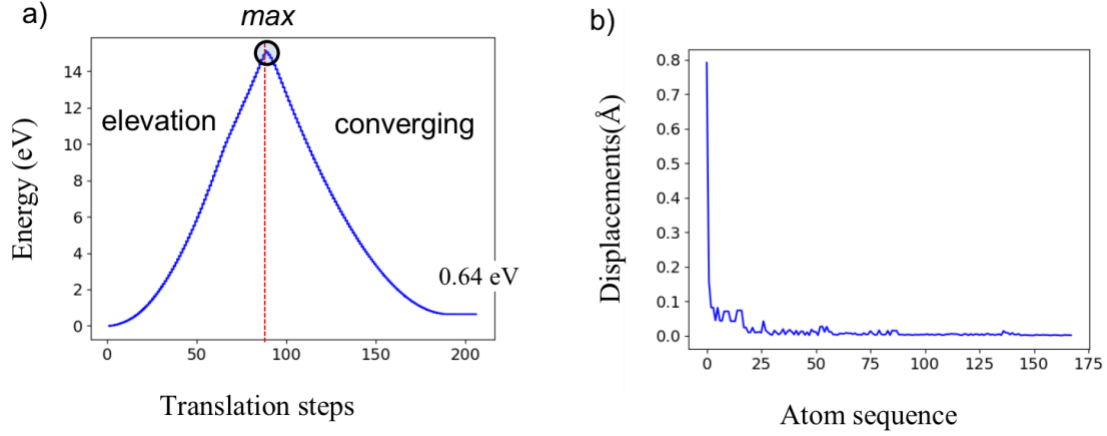 a)
max
elevation
converging
0.64 eV
Energy (eV)
14
12
10
8
6
4
2
0
0 50 100 150 200
Translation steps
b)
Displacements(Å)
0.8
0.7
0.6
0.5
0.4
0.3
0.2
0.1
0.0
0 25 50 75 100 125 150 175
Atom sequence